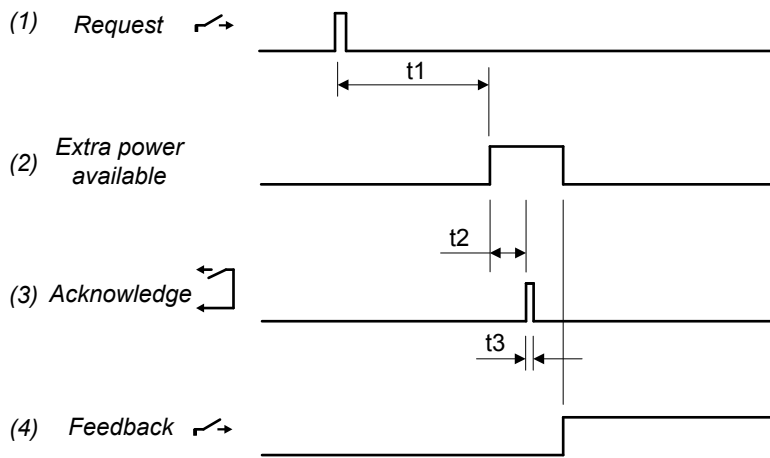 (1) Request
t1
(2) Extra power
available
t2
(3) Acknowledge
t3
(4) Feedback